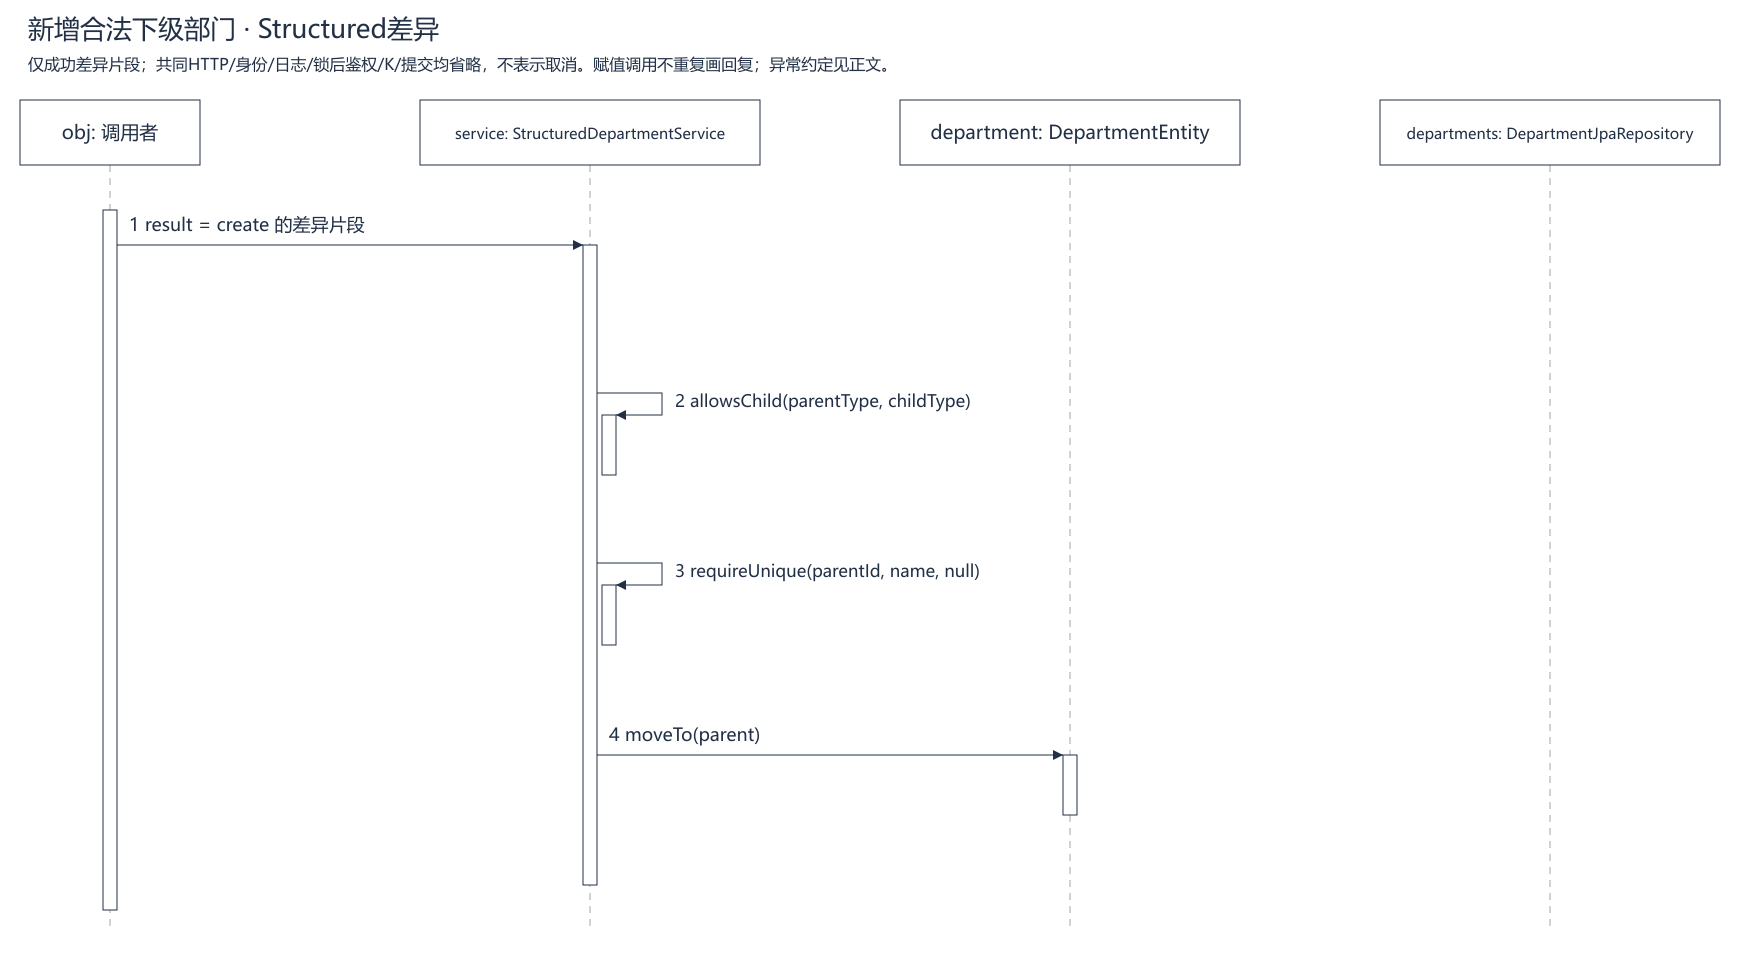 新增合法下级部门 · Structured差异
仅成功差异片段；共同HTTP/身份/日志/锁后鉴权/K/提交均省略，不表示取消。赋值调用不重复画回复；异常约定见正文。
obj: 调用者
service: StructuredDepartmentService
department: DepartmentEntity
departments: DepartmentJpaRepository
1 result = create 的差异片段
2 allowsChild(parentType, childType)
3 requireUnique(parentId, name, null)
4 moveTo(parent)